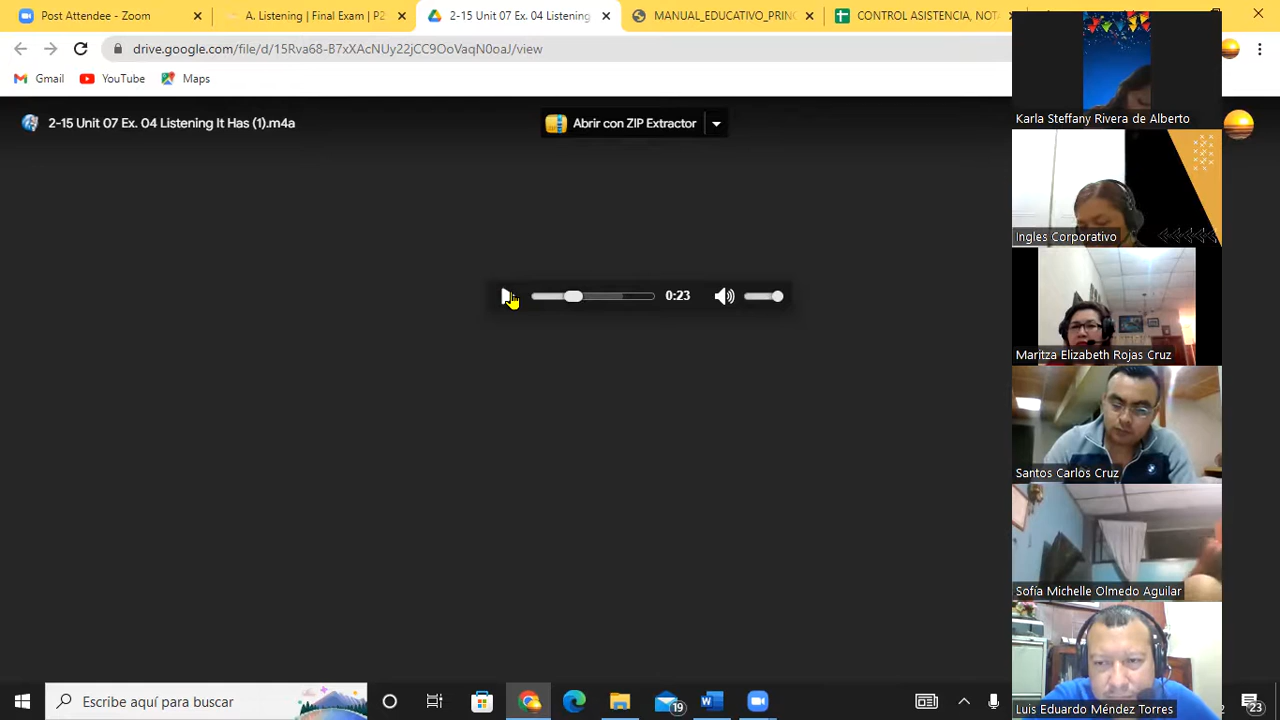 Post Attendee - Zoom
A. Listening | Final Exam | P3
2-15 Unit 07 Ex. 04 Listening
MANUAL_EDUCATIVO_PRINC
CONTROL ASISTENCIA, NOTA
drive.google.com/file/d/15Rva68-B7xXAcNUy22jCC9OoVaqN0oaJ/view
Gmail
YouTube
Maps
2-15 Unit 07 Ex. 04 Listening It Has (1).m4a
Abrir con ZIP Extractor
0:23
Karla Steffany Rivera de Alberto
Ingles Corporativo
Maritza Elizabeth Rojas Cruz
Santos Carlos Cruz
Sofía Michelle Olmedo Aguilar
Luis Eduardo Méndez Torres
Escribe aquí para buscar
19
23